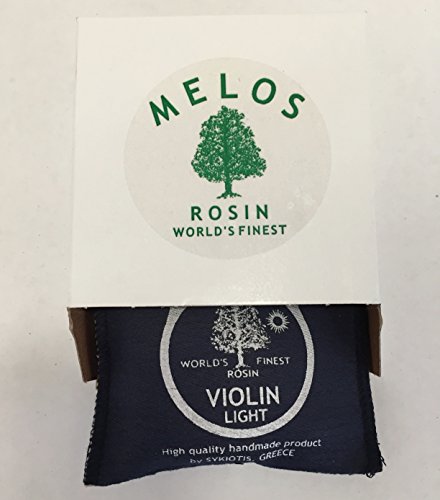 MELOS
ROSIN
WORLD'S FINEST
WORLD'S FINEST
ROSIN
VIOLIN
LIGHT
High quality handmade product
by SYKIOTIS, GREECE